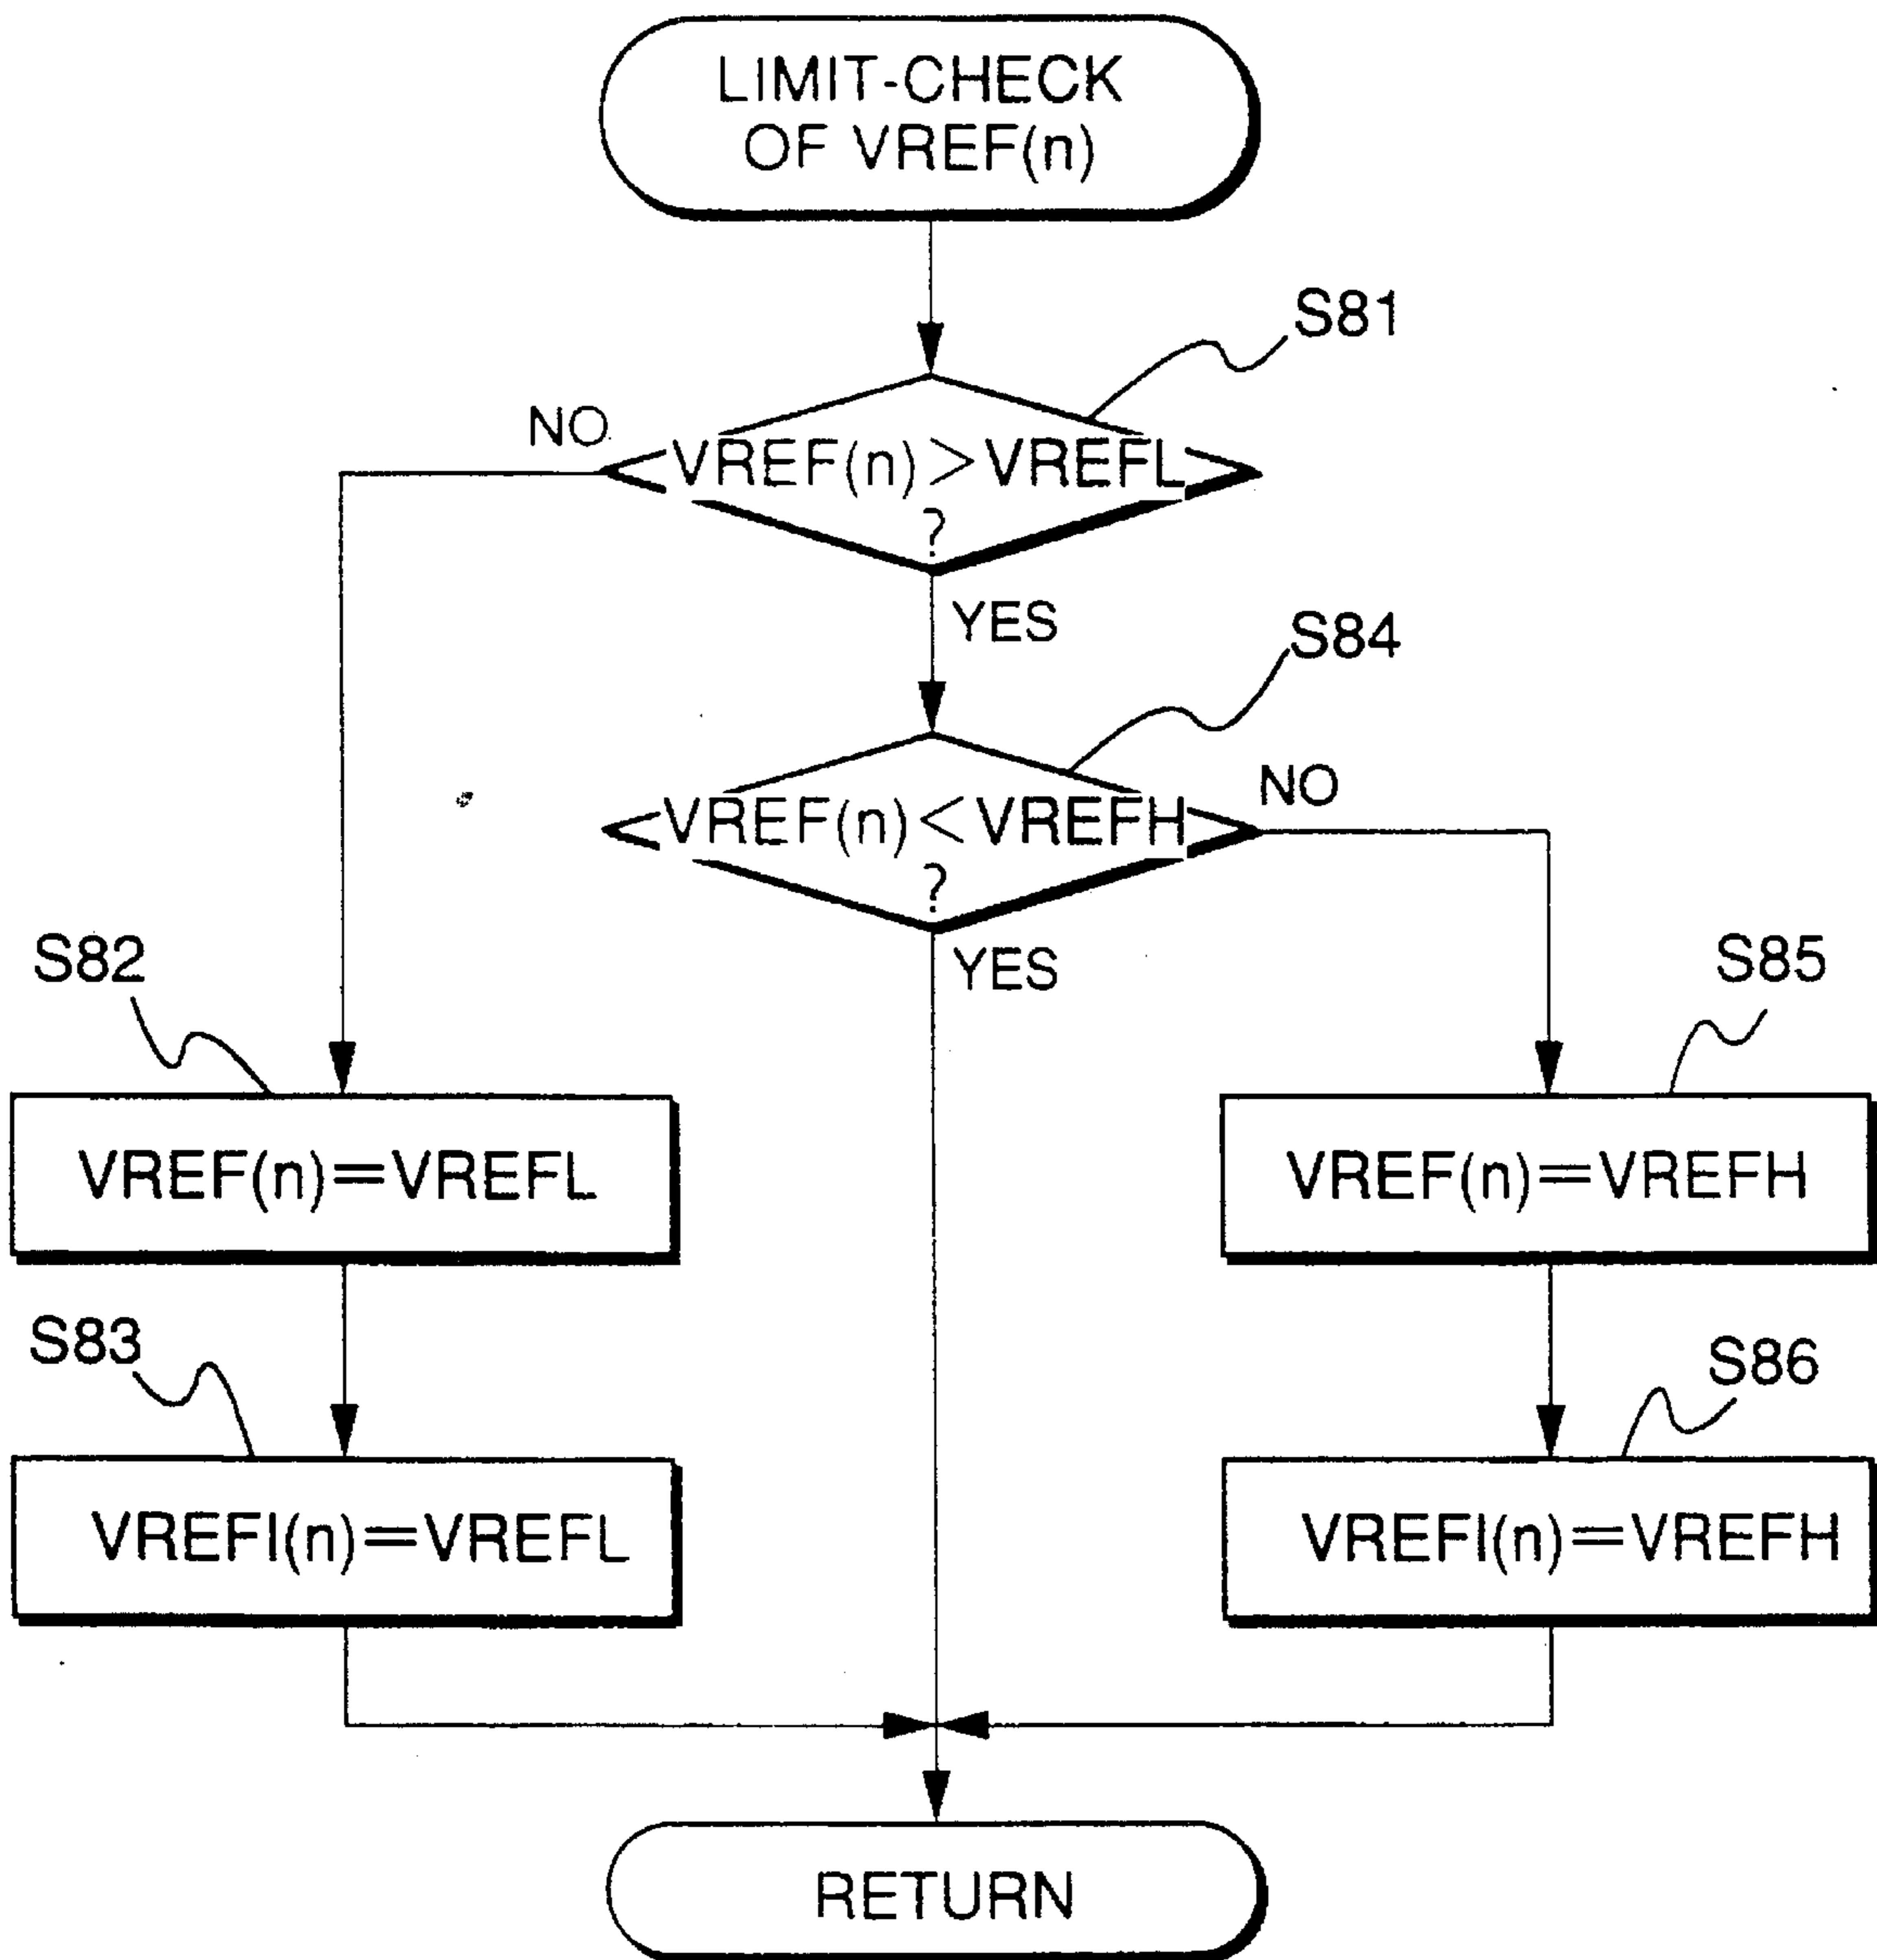 LIMIT-CHECK
OF VREF(n)
S81
NO
VREF(n)>VREFL
?
YES
S84
NO
VREF(n)<VREFH
?
YES
S82
S85
VREF(n)=VREFL
VREF(n)=VREFH
S83
S86
VREFI(n)=VREFL
VREFI(n)=VREFH
RETURN